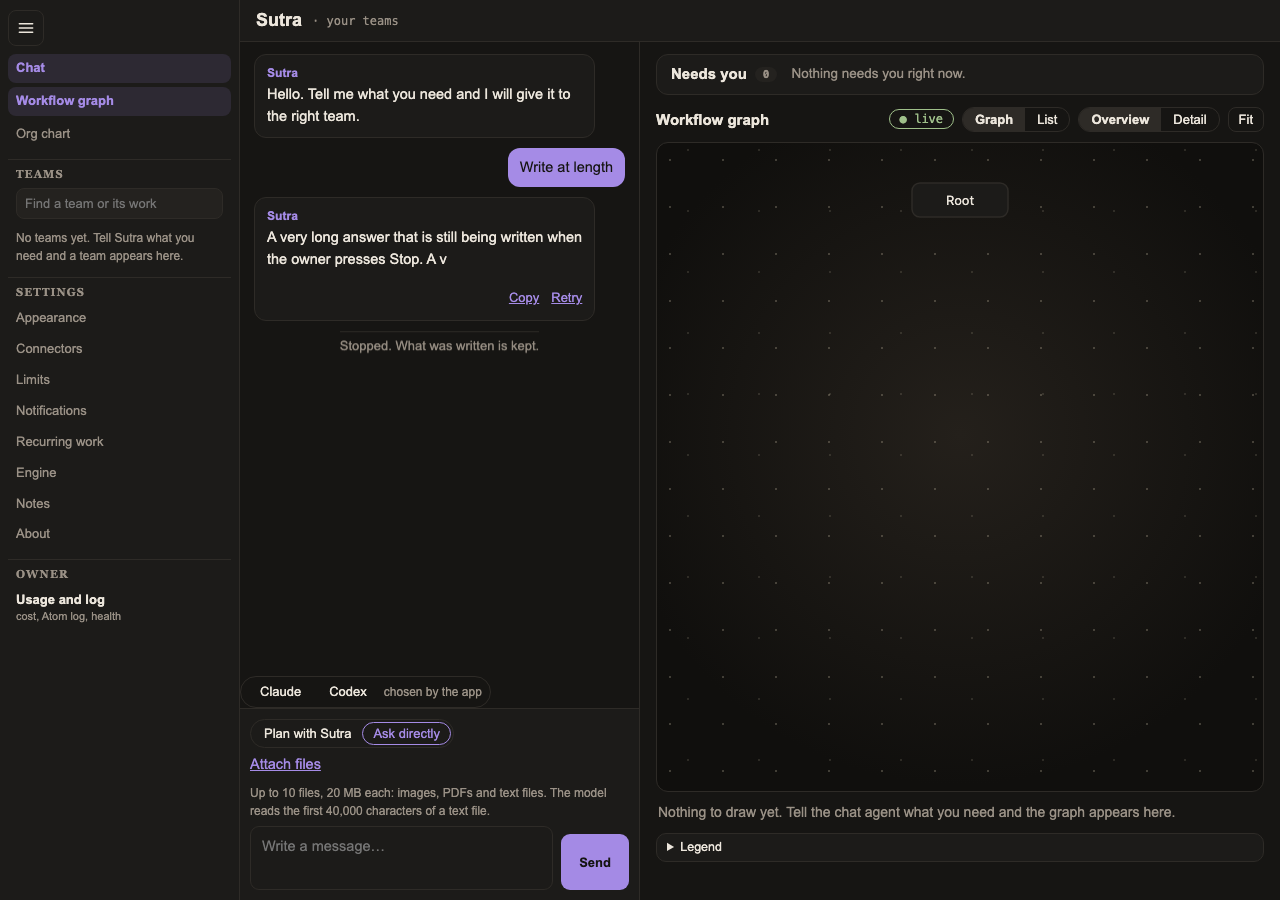 Sutra · your teams
Chat
Workflow graph
Org chart
TEAMS
Find a team or its work
No teams yet. Tell Sutra what you
need and a team appears here.
SETTINGS
Appearance
Connectors
Limits
Notifications
Recurring work
Engine
Notes
About
OWNER
Usage and log
cost, Atom log, health
Sutra
Hello. Tell me what you need and I will give it to
the right team.
Write at length
Sutra
A very long answer that is still being written when
the owner presses Stop. A v
Copy Retry
Stopped. What was written is kept.
Claude Codex chosen by the app
Plan with Sutra Ask directly
Attach files
Up to 10 files, 20 MB each: images, PDFs and text files. The model
reads the first 40,000 characters of a text file.
Write a message…
Send
Needs you 0 Nothing needs you right now.
Workflow graph live Graph List Overview Detail Fit
Root
Nothing to draw yet. Tell the chat agent what you need and the graph appears here.
Legend